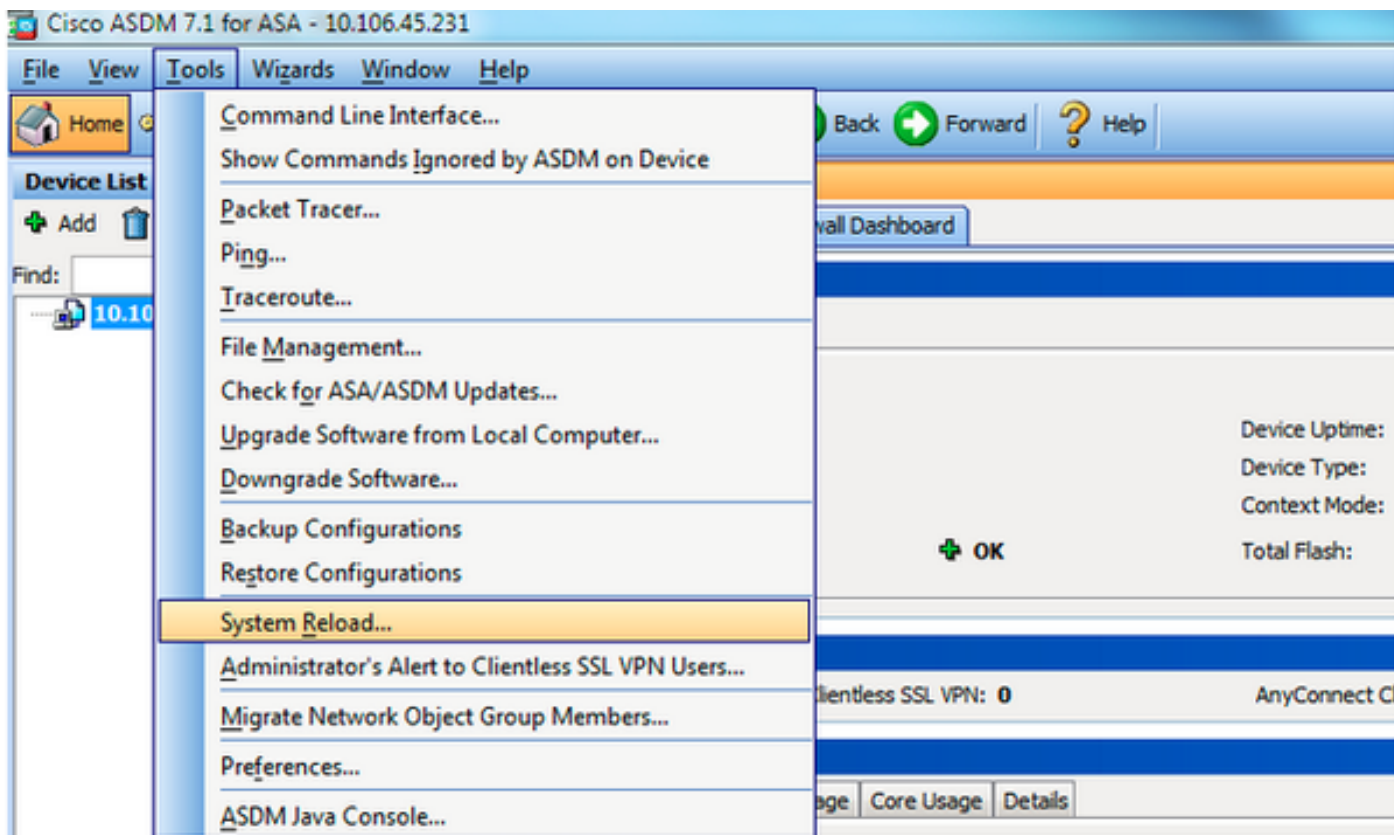 Cisco ASDM 7.1 for ASA - 10.106.45.231
File View Tools Wizards Window Help
Home Back Forward Help
Command Line Interface...
Show Commands Ignored by ASDM on Device
Device List
Add
Packet Tracer...
Dashboard
Ping...
Find:
Traceroute...
10.10
File Management...
Check for ASA/ASDM Updates...
Upgrade Software from Local Computer...
Device Uptime:
Downgrade Software...
Device Type:
Context Mode:
Backup Configurations
OK
Total Flash:
Restore Configurations
System Reload...
Administrator's Alert to Clientless SSL VPN Users...
Clientless SSL VPN: 0
AnyConnect
Migrate Network Object Group Members...
Preferences...
Core Usage Details
ASDM Java Console...